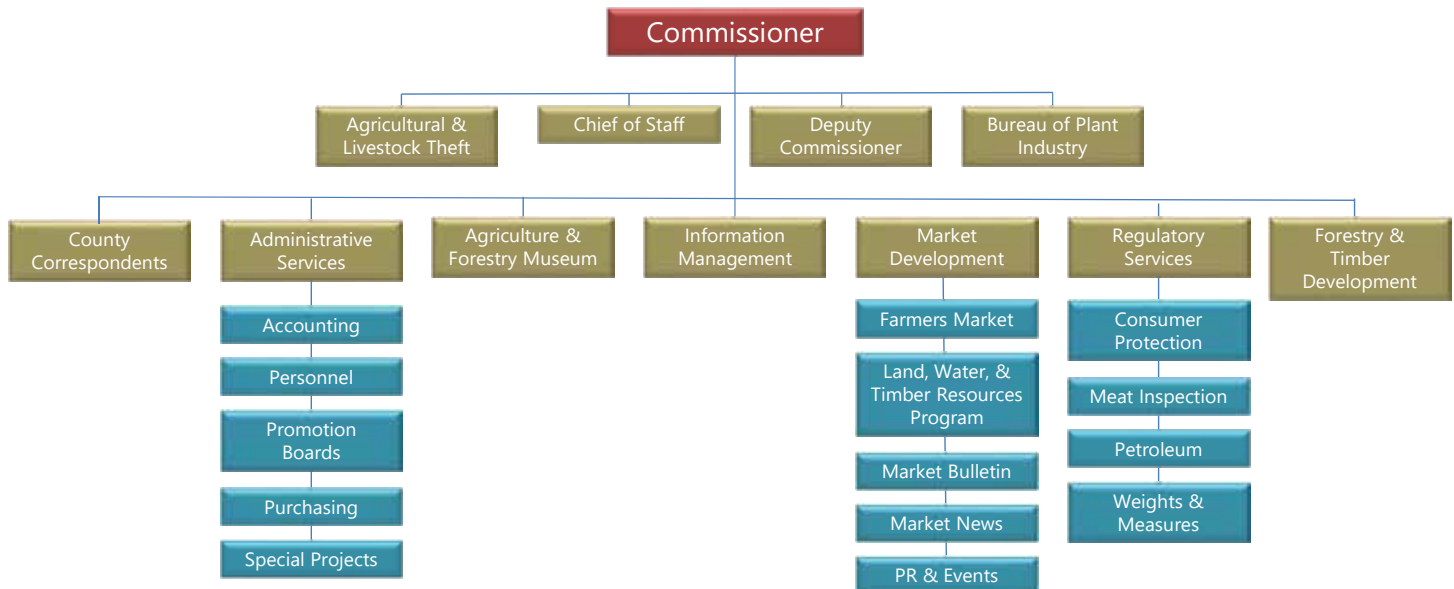 Commissioner
Agricultural &
Livestock Theft
Chief of Staff
Deputy
Commissioner
Bureau of Plant
Industry
County
Correspondents
Administrative
Services
Agriculture &
Forestry Museum
Information
Management
Market
Development
Regulatory
Services
Forestry &
Timber
Development
Accounting
Personnel
Promotion
Boards
Purchasing
Special Projects
Farmers Market
Land, Water, &
Timber Resources
Program
Market Bulletin
Market News
PR & Events
Consumer
Protection
Meat Inspection
Petroleum
Weights &
Measures